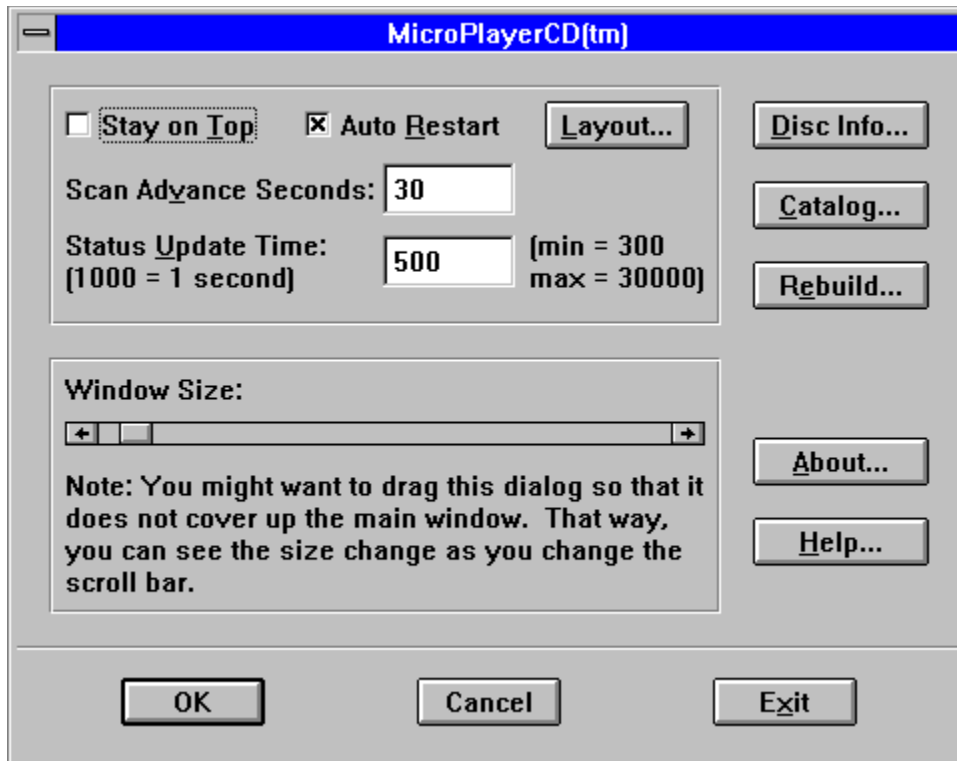 MicroPlayerCD(tm)
Stay on Top
Auto Restart
Layout...
Disc Info...
Scan Advance Seconds: 30
Catalog...
Status Update Time:
(1000 = 1 second)
500
(min = 300
max = 30000)
Rebuild...
Window Size:
Note: You might want to drag this dialog so that it
does not cover up the main window.  That way,
you can see the size change as you change the
scroll bar.
About...
Help...
OK
Cancel
Exit